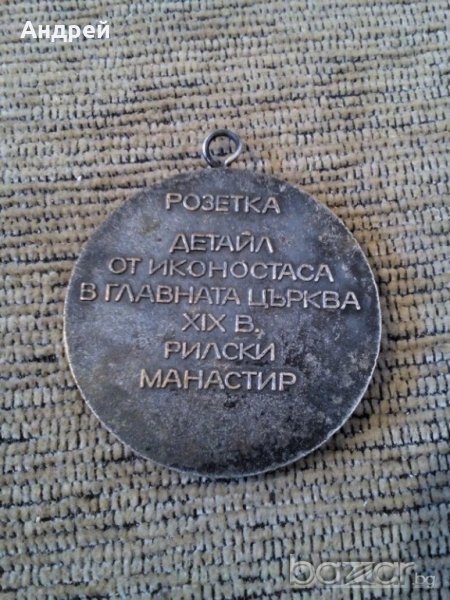 Андрей
РОЗЕТКА
ДЕТАЙЛ
ОТ ИКОНОСТАСА
В ГЛАВНАТА ЦЪРКВА
XIX В.,
РИЛСКИ
МАНАСТИР
bazar.bg